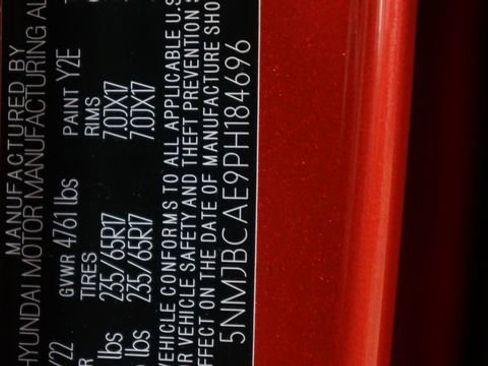 MANUFACTURED BY
HYUNDAI MOTOR MANUFACTURING AL
/22 GVWR 4761 lbs PAINT Y2E
R TIRES RIMS
lbs 235/65R17 7.0JX17
lbs 235/65R17 7.0JX17
VEHICLE CONFORMS TO ALL APPLICABLE U.S
OR VEHICLE SAFETY AND THEFT PREVENTION S
EFFECT ON THE DATE OF MANUFACTURE SHO
5NMJBCAE9PH184696